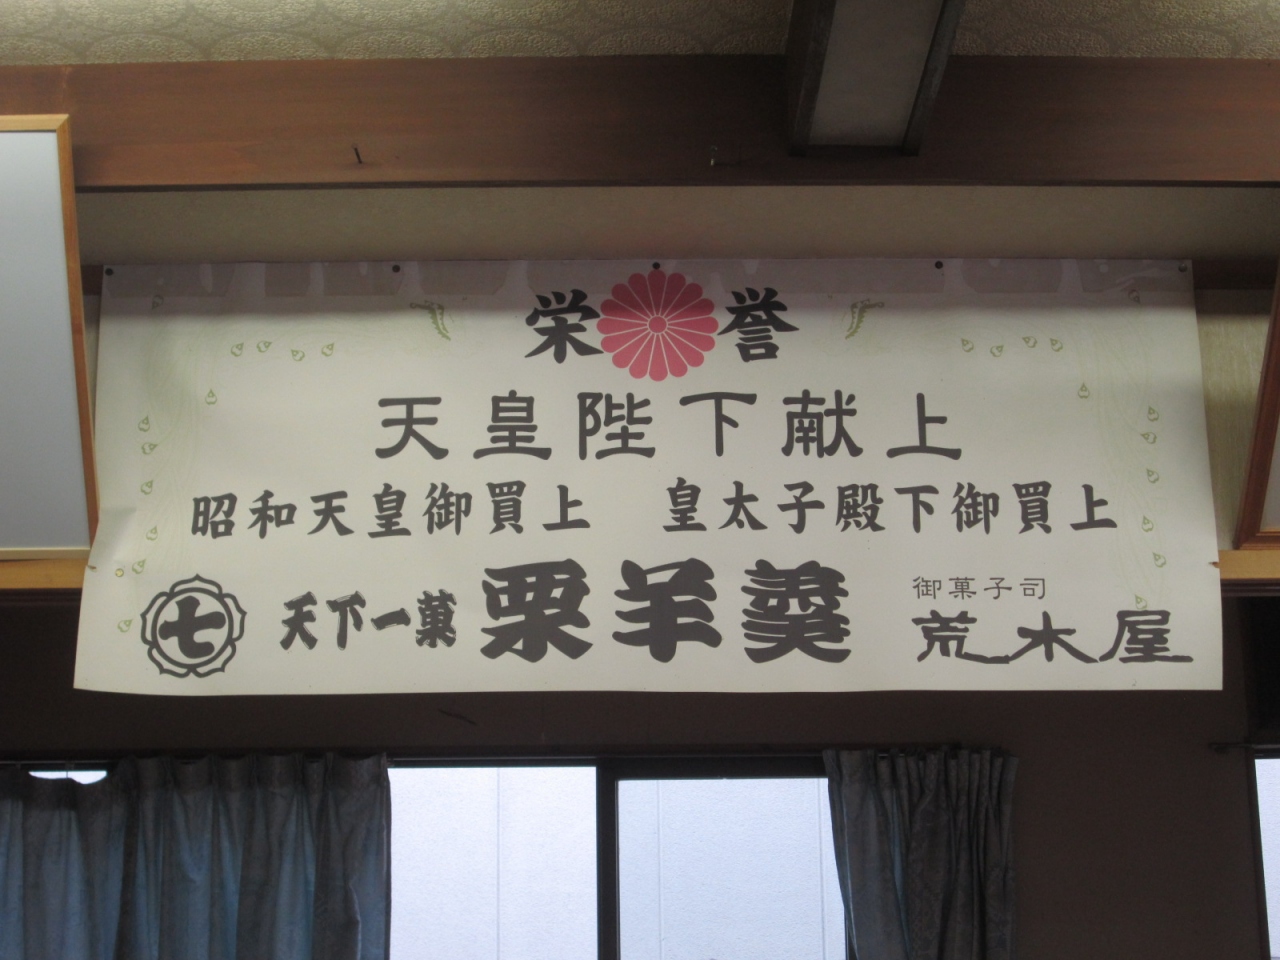 栄誉
天皇陛下献上
昭和天皇御買上 皇太子殿下御買上
七 天下一菓 栗羊羹 御菓子司 荒木屋